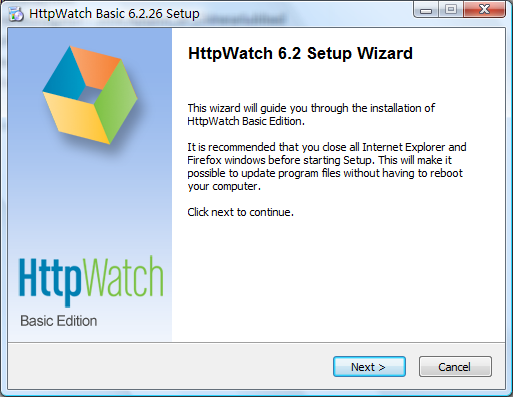 HttpWatch Basic 6.2.26 Setup
HttpWatch 6.2 Setup Wizard
This wizard will guide you through the installation of
HttpWatch Basic Edition.
It is recommended that you close all Internet Explorer and
Firefox windows before starting Setup. This will make it
possible to update program files without having to reboot
your computer.
Click next to continue.
HttpWatch
Basic Edition
Next >
Cancel